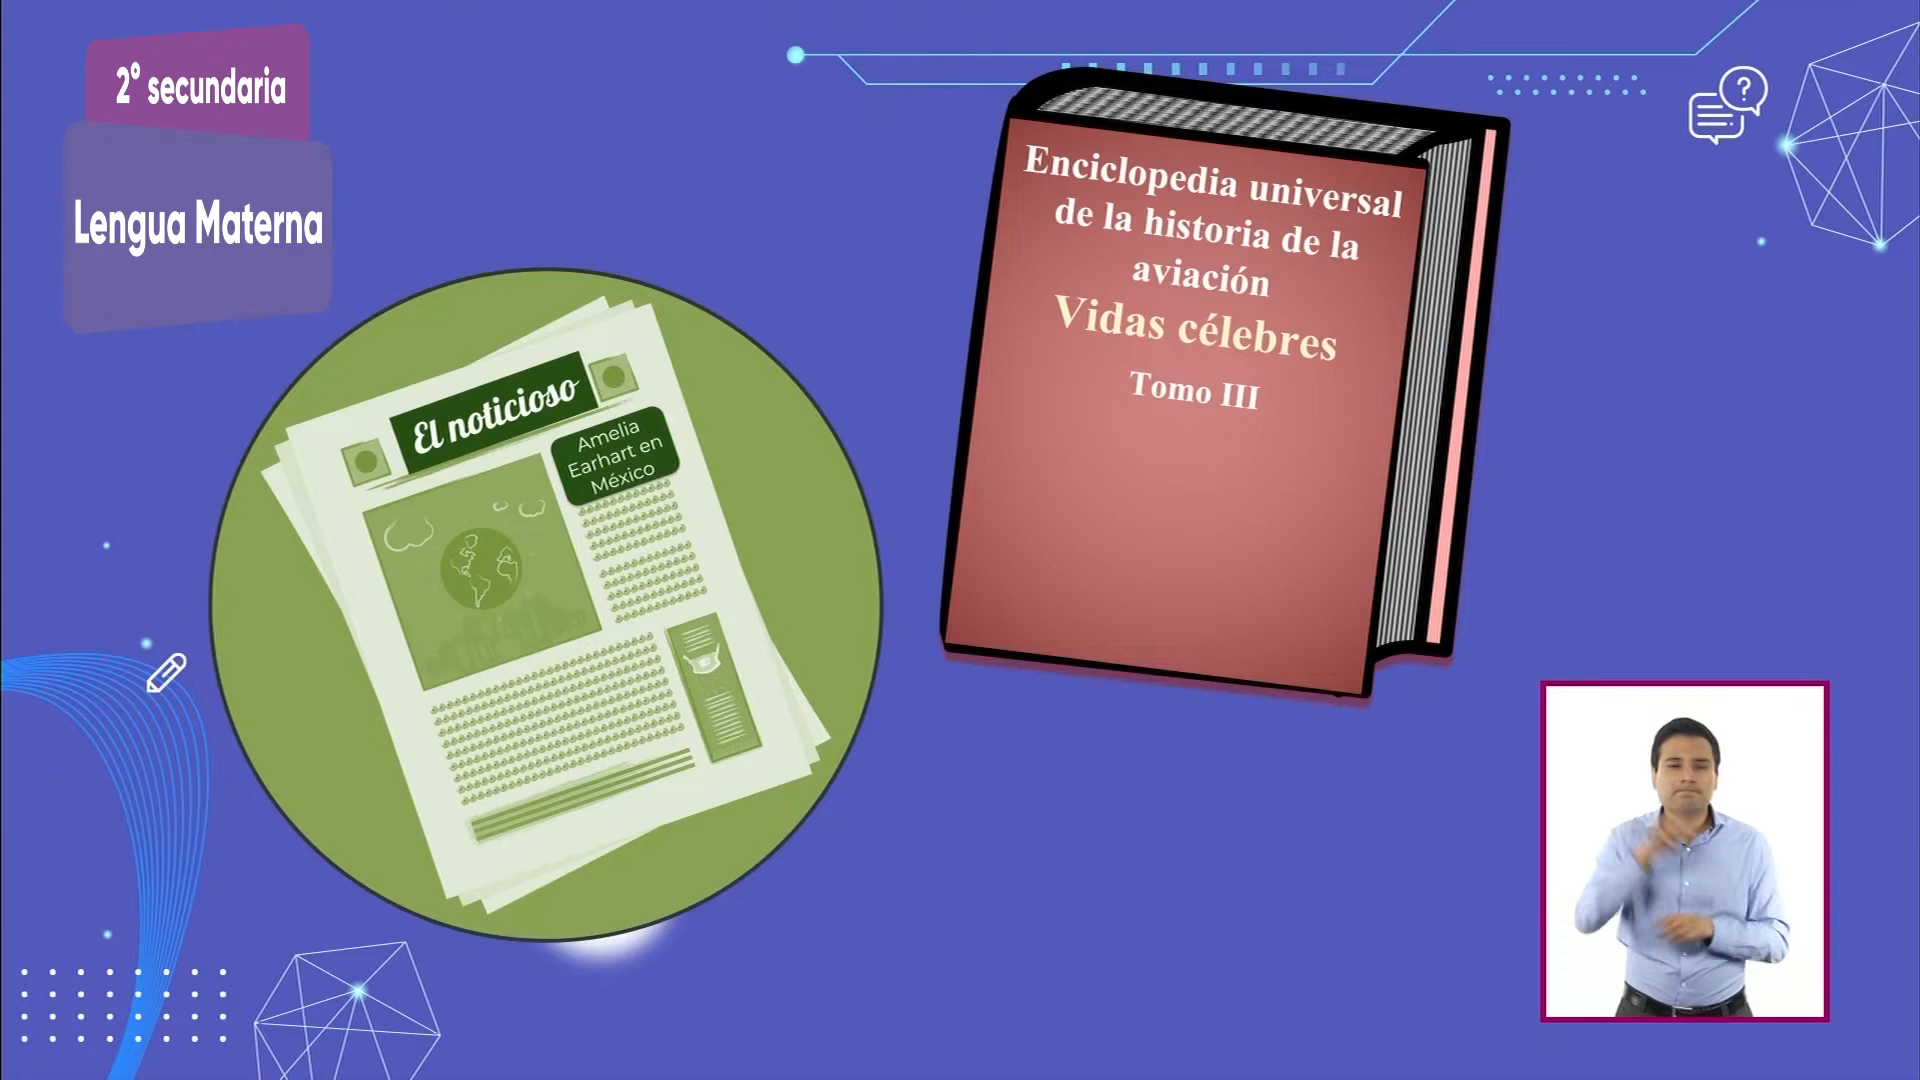 2° secundaria
Lengua Materna
El noticioso
Amelia
Earhart en
México
Enciclopedia universal
de la historia de la
aviación
Vidas célebres
Tomo III
?